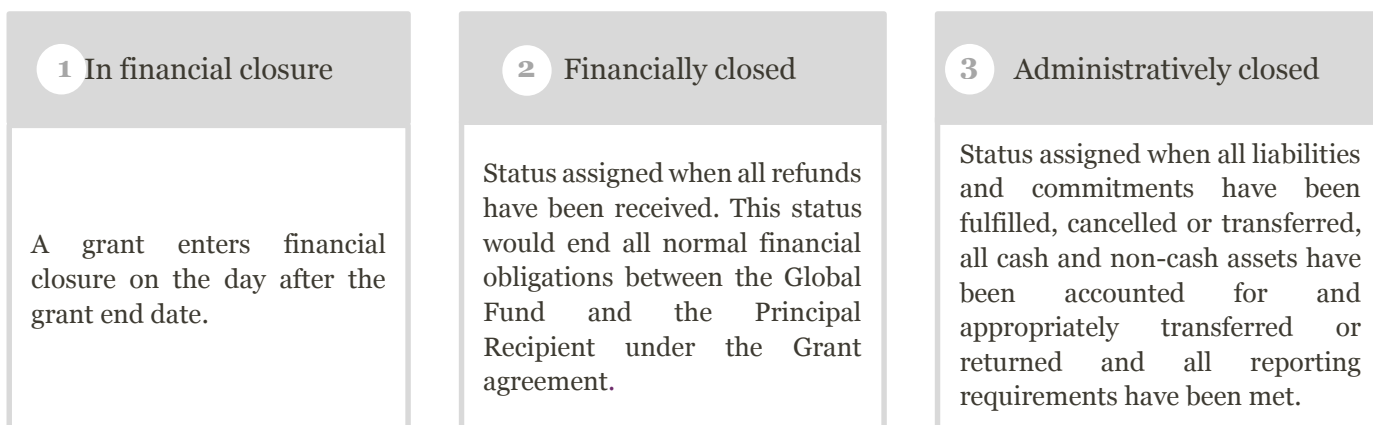 1 In financial closure
A grant enters financial
closure on the day after the
grant end date.
2 Financially closed
Status assigned when all refunds
have been received. This status
would end all normal financial
obligations between the Global
Fund and the Principal
Recipient under the Grant
agreement.
3 Administratively closed
Status assigned when all liabilities
and commitments have been
fulfilled, cancelled or transferred,
all cash and non-cash assets have
been accounted for and
appropriately transferred or
returned and all reporting
requirements have been met.